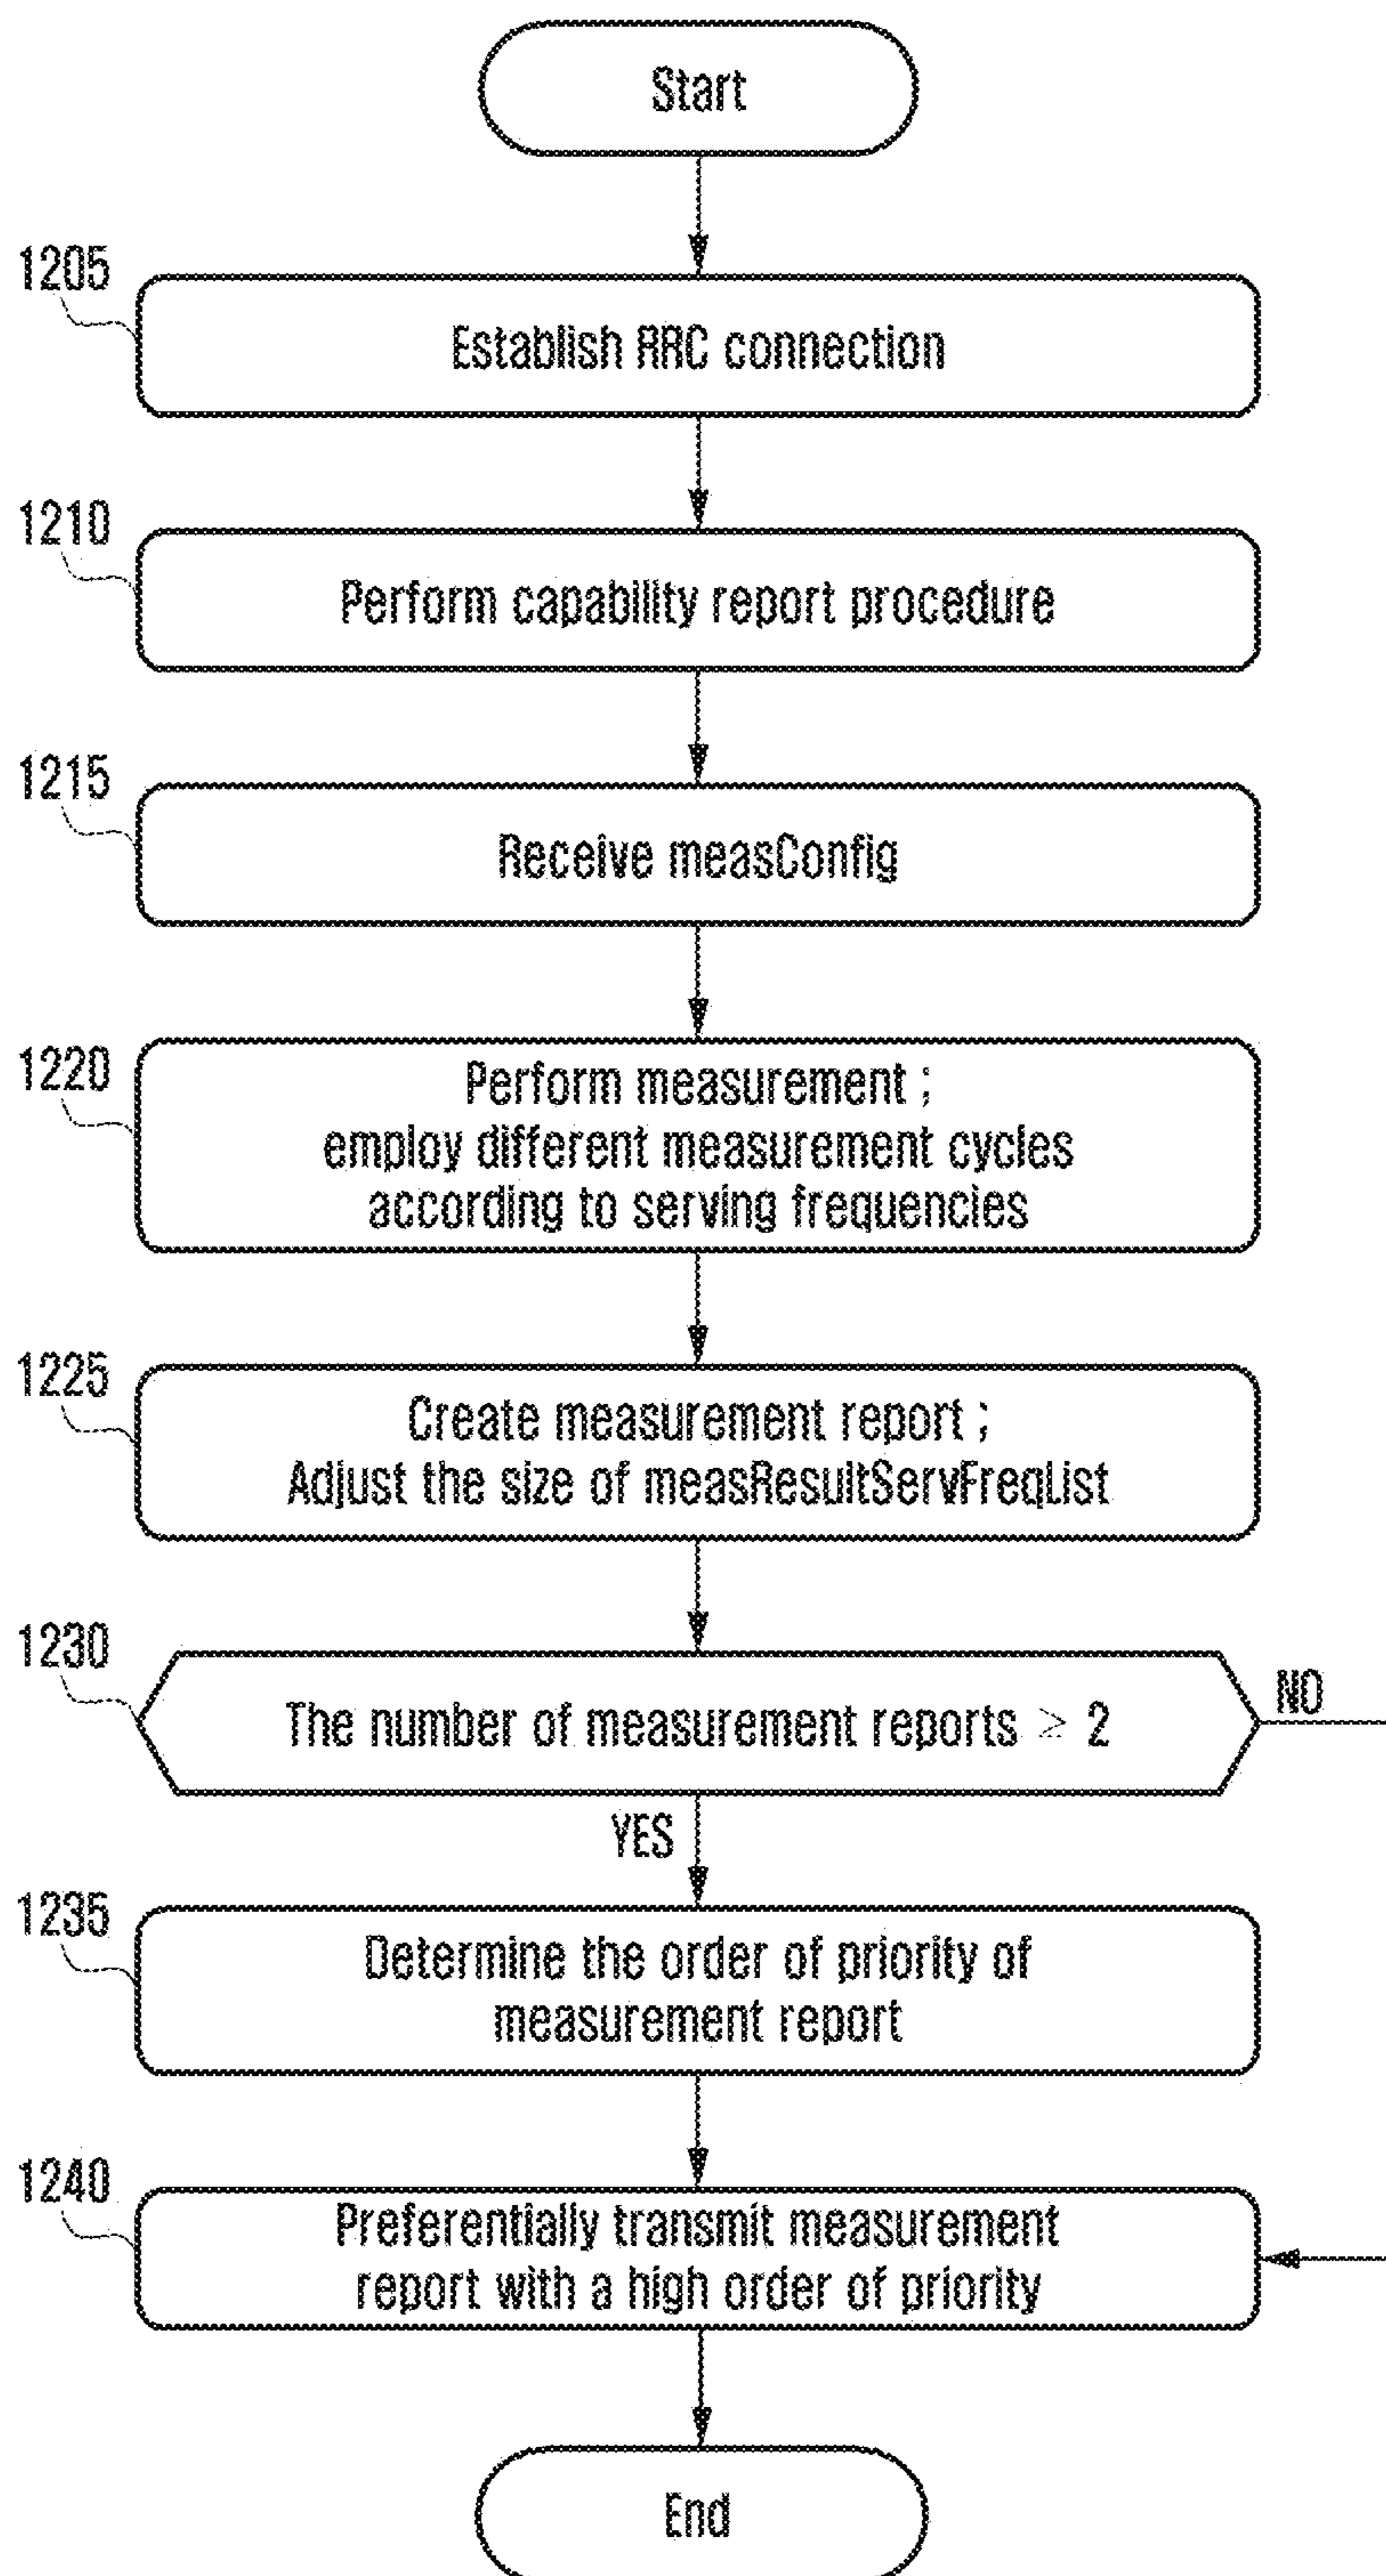 Start
1205
Establish RRC connection
1210
Perform capability report procedure
1215
Receive measConfig
1220
Perform measurement ;
employ different measurement cycles
according to serving frequencies
1225
Create measurement report ;
Adjust the size of measResultServFreqList
1230
The number of measurement reports ≥ 2
NO
YES
1235
Determine the order of priority of
measurement report
1240
Preferentially transmit measurement
report with a high order of priority
End